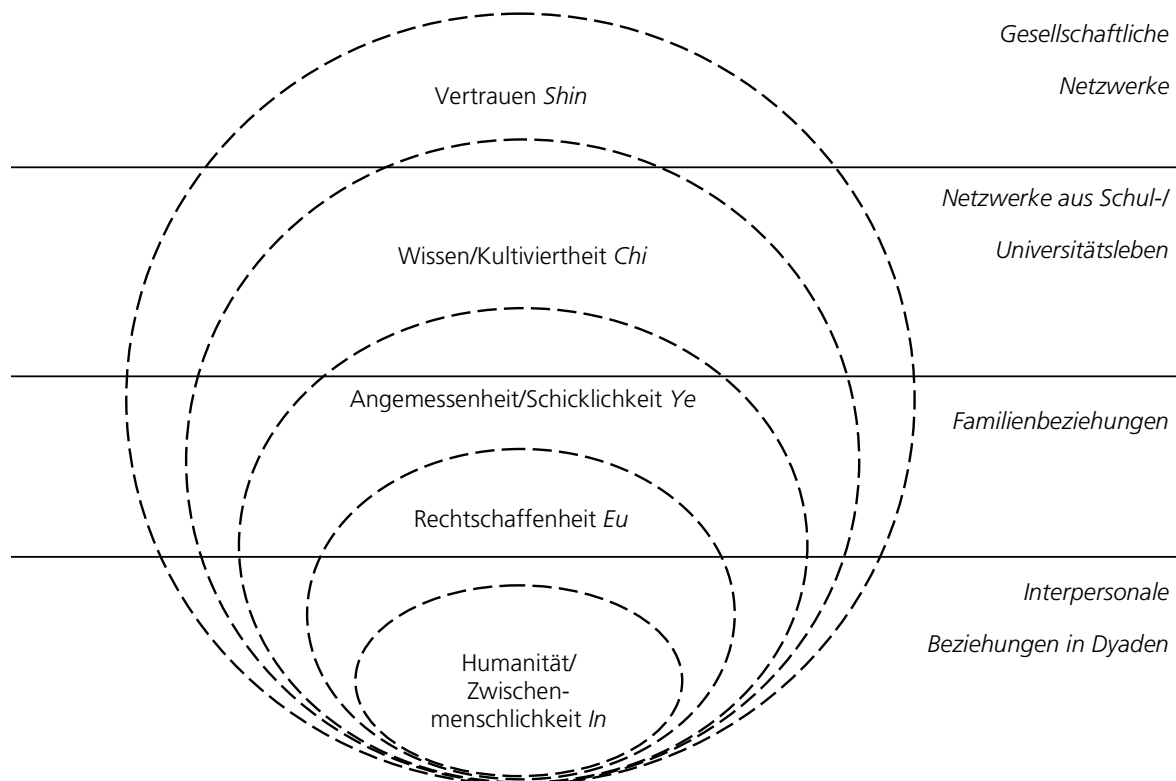 Gesellschaftliche
Netzwerke
Vertrauen Shin
Netzwerke aus Schul-/
Universitätsleben
Wissen/Kultiviertheit Chi
Angemessenheit/Schicklichkeit Ye
Familienbeziehungen
Rechtschaffenheit Eu
Interpersonale
Beziehungen in Dyaden
Humanität/
Zwischen-
menschlichkeit In